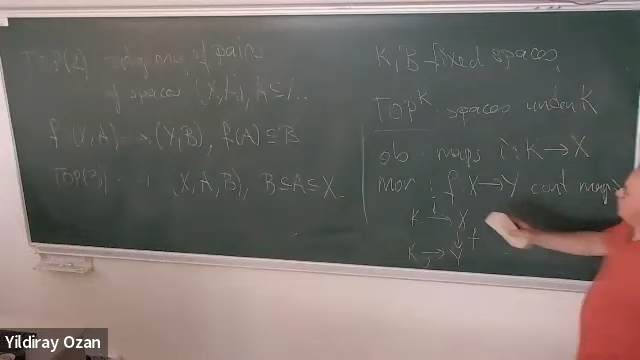 TOP(2) category of pairs
of spaces (X,A), A⊆X.
f (X,A) → (Y,B), f(A)⊆B
TOP(3) (X,A,B), B⊆A⊆X.
K, B fixed spaces,
TOP^K spaces under K
ob maps i:K→X
mor : f X→Y cont maps
K →^i X
↓ f
K → Y
Yildiray Ozan